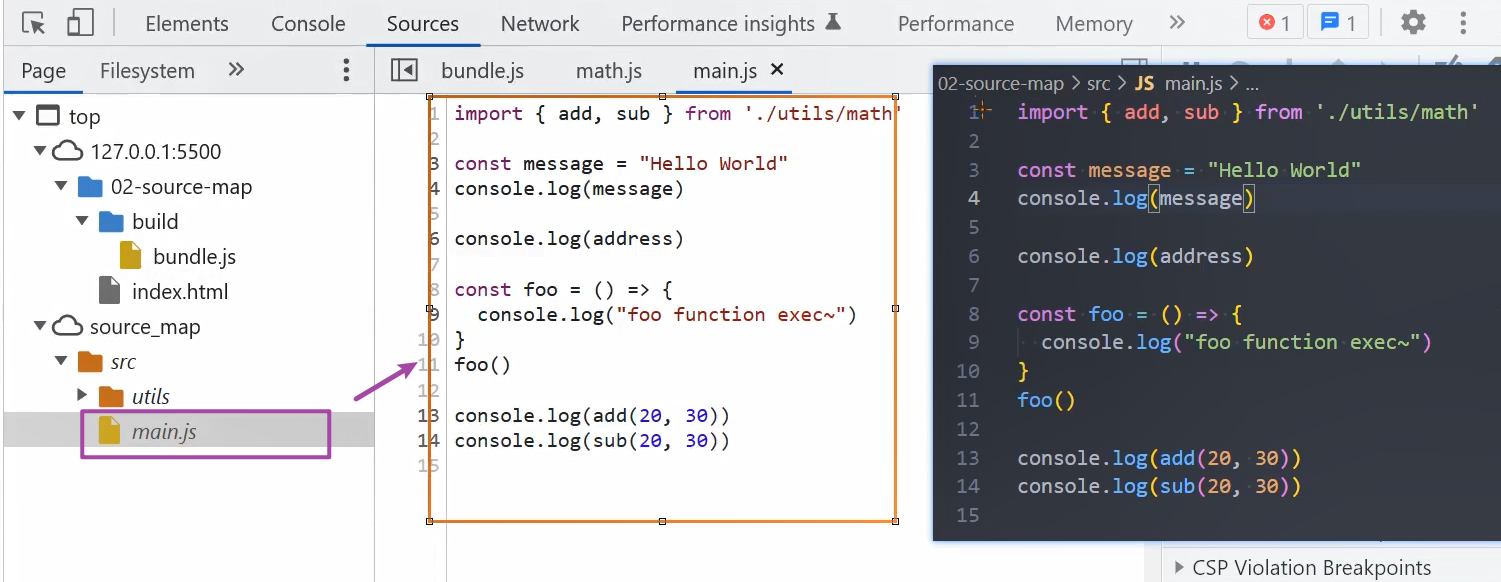 Elements Console Sources Network Performance insights Performance Memory 1 1
Page Filesystem
bundle.js math.js main.js
top
127.0.0.1:5500
02-source-map
build
bundle.js
index.html
source_map
src
utils
main.js
1 import { add, sub } from './utils/math'
2
3 const message = "Hello World"
4 console.log(message)
5
6 console.log(address)
7
8 const foo = () => {
9   console.log("foo function exec~")
10 }
11 foo()
12
13 console.log(add(20, 30))
14 console.log(sub(20, 30))
15
02-source-map > src > JS main.js > ...
1 import { add, sub } from './utils/math'
2
3 const message = "Hello World"
4 console.log(message)
5
6 console.log(address)
7
8 const foo = () => {
9   console.log("foo function exec~")
10 }
11 foo()
12
13 console.log(add(20, 30))
14 console.log(sub(20, 30))
15
CSP Violation Breakpoints